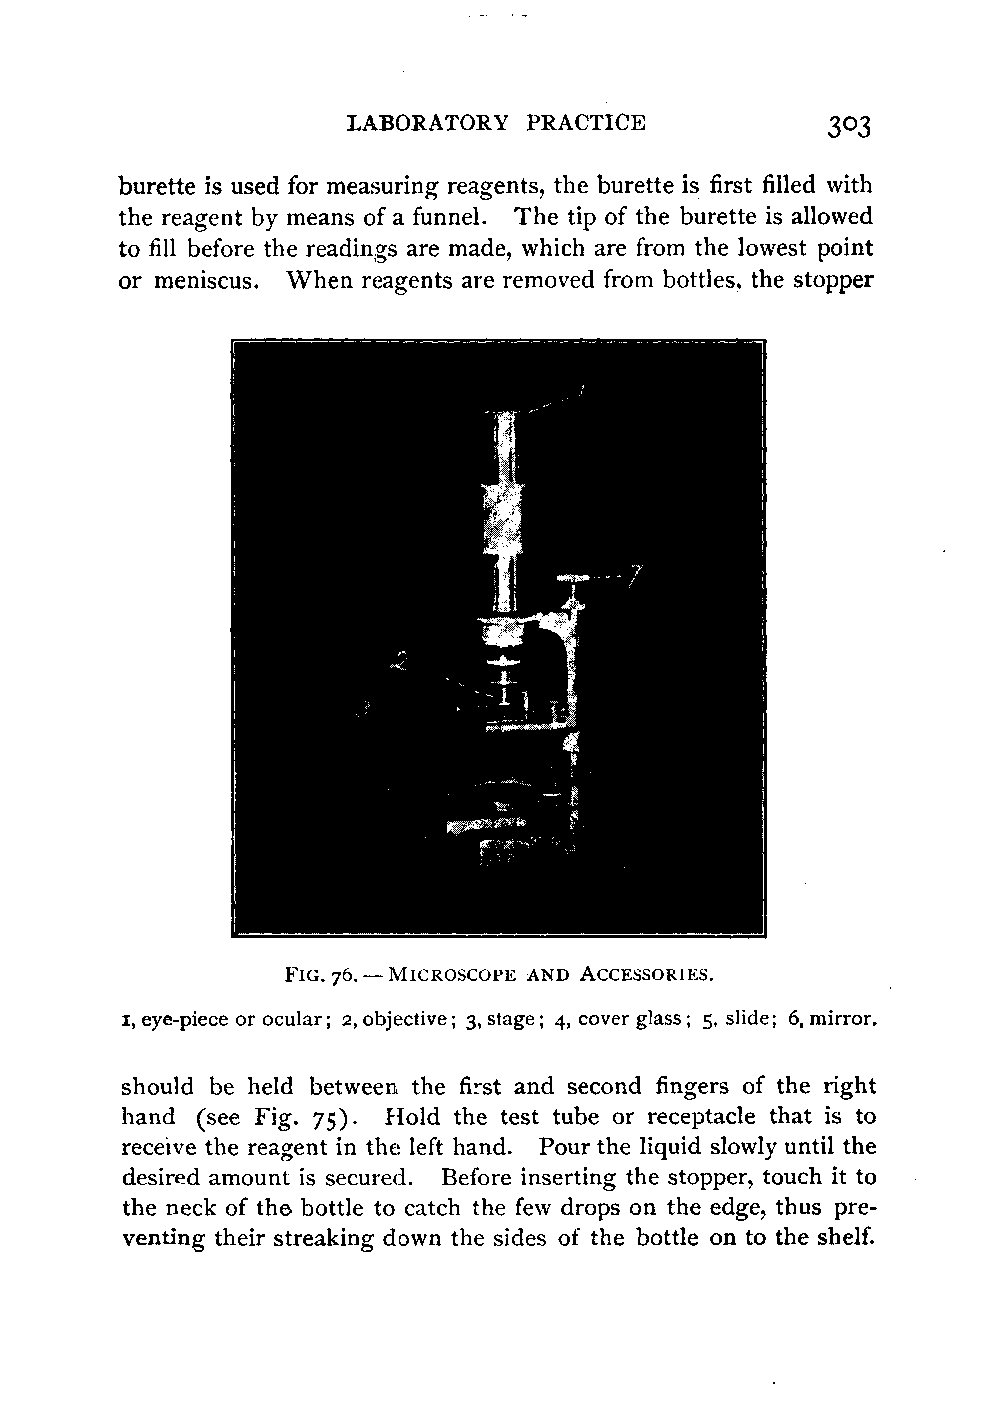 LABORATORY PRACTICE 303
burette is used for measuring reagents, the burette is first filled with
the reagent by means of a funnel. The tip of the burette is allowed
to fill before the readings are made, which are from the lowest point
or meniscus. When reagents are removed from bottles, the stopper
7
2
FIG. 76. — MICROSCOPE AND ACCESSORIES.
1, eye-piece or ocular; 2, objective; 3, stage; 4, cover glass; 5, slide; 6, mirror.
should be held between the first and second fingers of the right
hand (see Fig. 75). Hold the test tube or receptacle that is to
receive the reagent in the left hand. Pour the liquid slowly until the
desired amount is secured. Before inserting the stopper, touch it to
the neck of the bottle to catch the few drops on the edge, thus pre-
venting their streaking down the sides of the bottle on to the shelf.